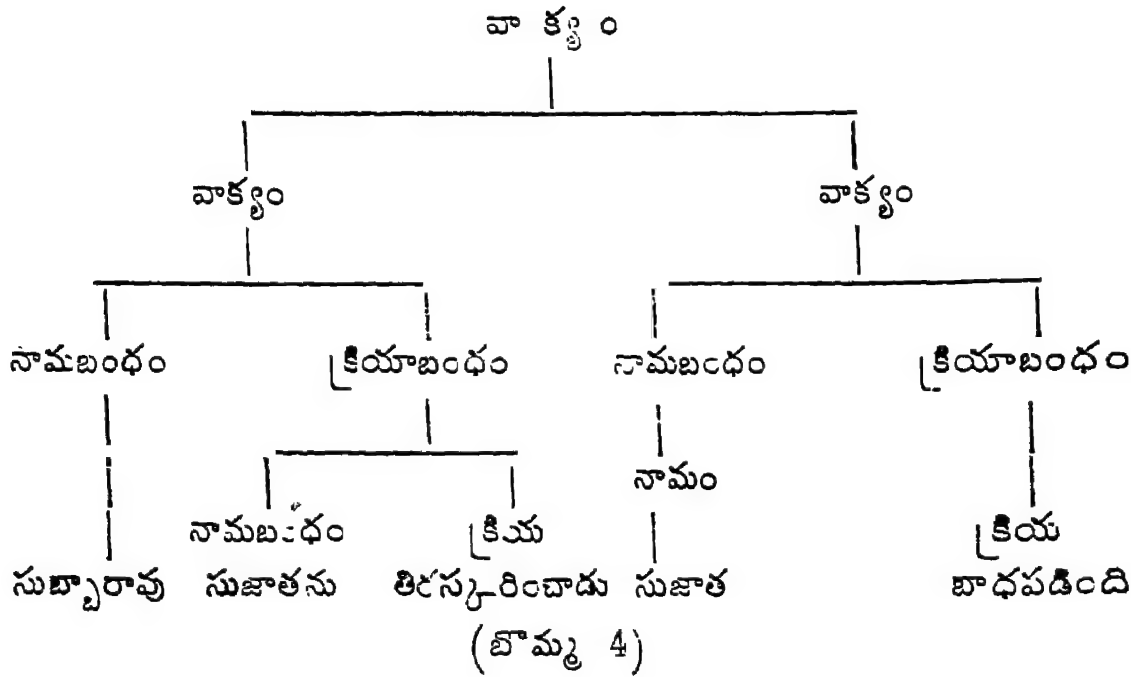 వాక్యం
వాక్యం వాక్యం
నామబంధం క్రియాబంధం నామబంధం క్రియాబంధం
నామం
నామబంధం క్రియ క్రియ
సుబ్బారావు సుజాతను తిరస్కరించాడు సుజాత బాధపడింది
(బొమ్మ 4)